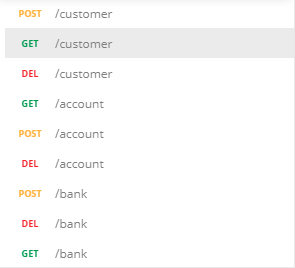 POST /customer
GET /customer
DEL /customer
GET /account
POST /account
DEL /account
POST /bank
DEL /bank
GET /bank